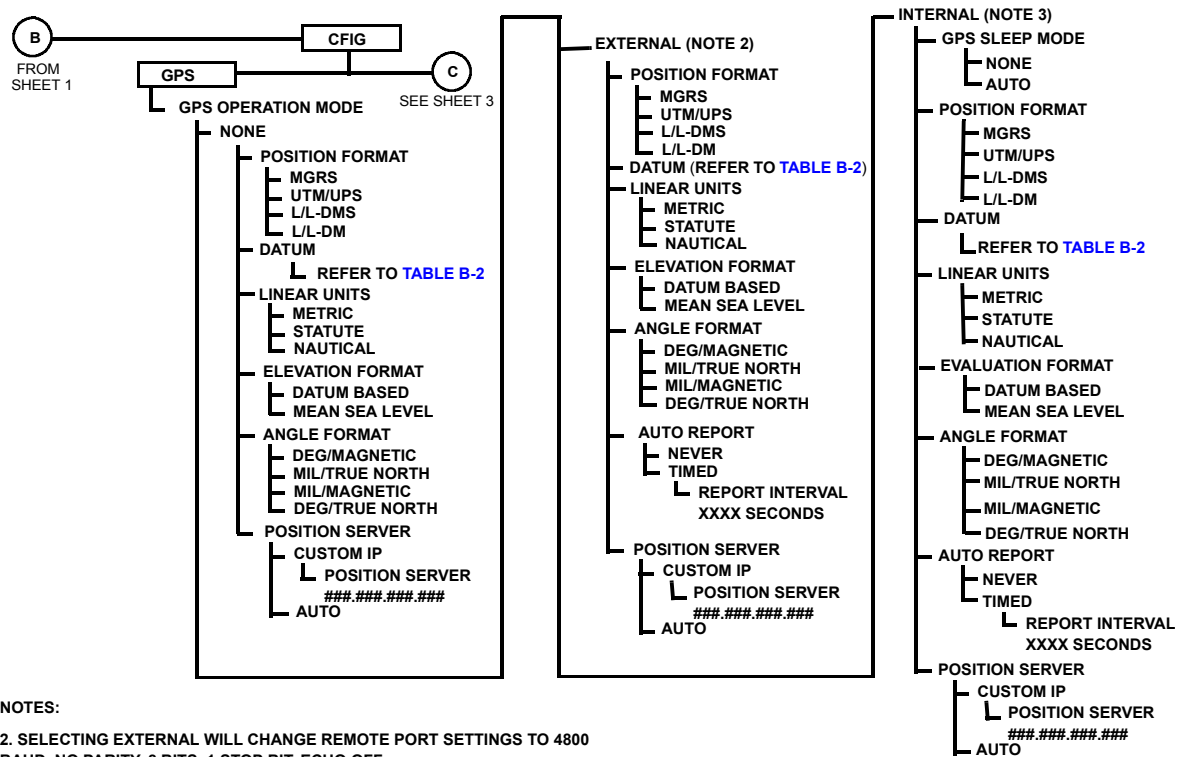 B
FROM
SHEET 1
CFIG
GPS
C
SEE SHEET 3
GPS OPERATION MODE
NONE
POSITION FORMAT
MGRS
UTM/UPS
L/L-DMS
L/L-DM
DATUM
REFER TO TABLE B-2
LINEAR UNITS
METRIC
STATUTE
NAUTICAL
ELEVATION FORMAT
DATUM BASED
MEAN SEA LEVEL
ANGLE FORMAT
DEG/MAGNETIC
MIL/TRUE NORTH
MIL/MAGNETIC
DEG/TRUE NORTH
POSITION SERVER
CUSTOM IP
POSITION SERVER
###.###.###.###
AUTO
EXTERNAL (NOTE 2)
POSITION FORMAT
MGRS
UTM/UPS
L/L-DMS
L/L-DM
DATUM (REFER TO TABLE B-2)
LINEAR UNITS
METRIC
STATUTE
NAUTICAL
ELEVATION FORMAT
DATUM BASED
MEAN SEA LEVEL
ANGLE FORMAT
DEG/MAGNETIC
MIL/TRUE NORTH
MIL/MAGNETIC
DEG/TRUE NORTH
AUTO REPORT
NEVER
TIMED
REPORT INTERVAL
XXXX SECONDS
POSITION SERVER
CUSTOM IP
POSITION SERVER
###.###.###.###
AUTO
INTERNAL (NOTE 3)
GPS SLEEP MODE
NONE
AUTO
POSITION FORMAT
MGRS
UTM/UPS
L/L-DMS
L/L-DM
DATUM
REFER TO TABLE B-2
LINEAR UNITS
METRIC
STATUTE
NAUTICAL
EVALUATION FORMAT
DATUM BASED
MEAN SEA LEVEL
ANGLE FORMAT
DEG/MAGNETIC
MIL/TRUE NORTH
MIL/MAGNETIC
DEG/TRUE NORTH
AUTO REPORT
NEVER
TIMED
REPORT INTERVAL
XXXX SECONDS
POSITION SERVER
CUSTOM IP
POSITION SERVER
###.###.###.###
AUTO
NOTES:
2. SELECTING EXTERNAL WILL CHANGE REMOTE PORT SETTINGS TO 4800